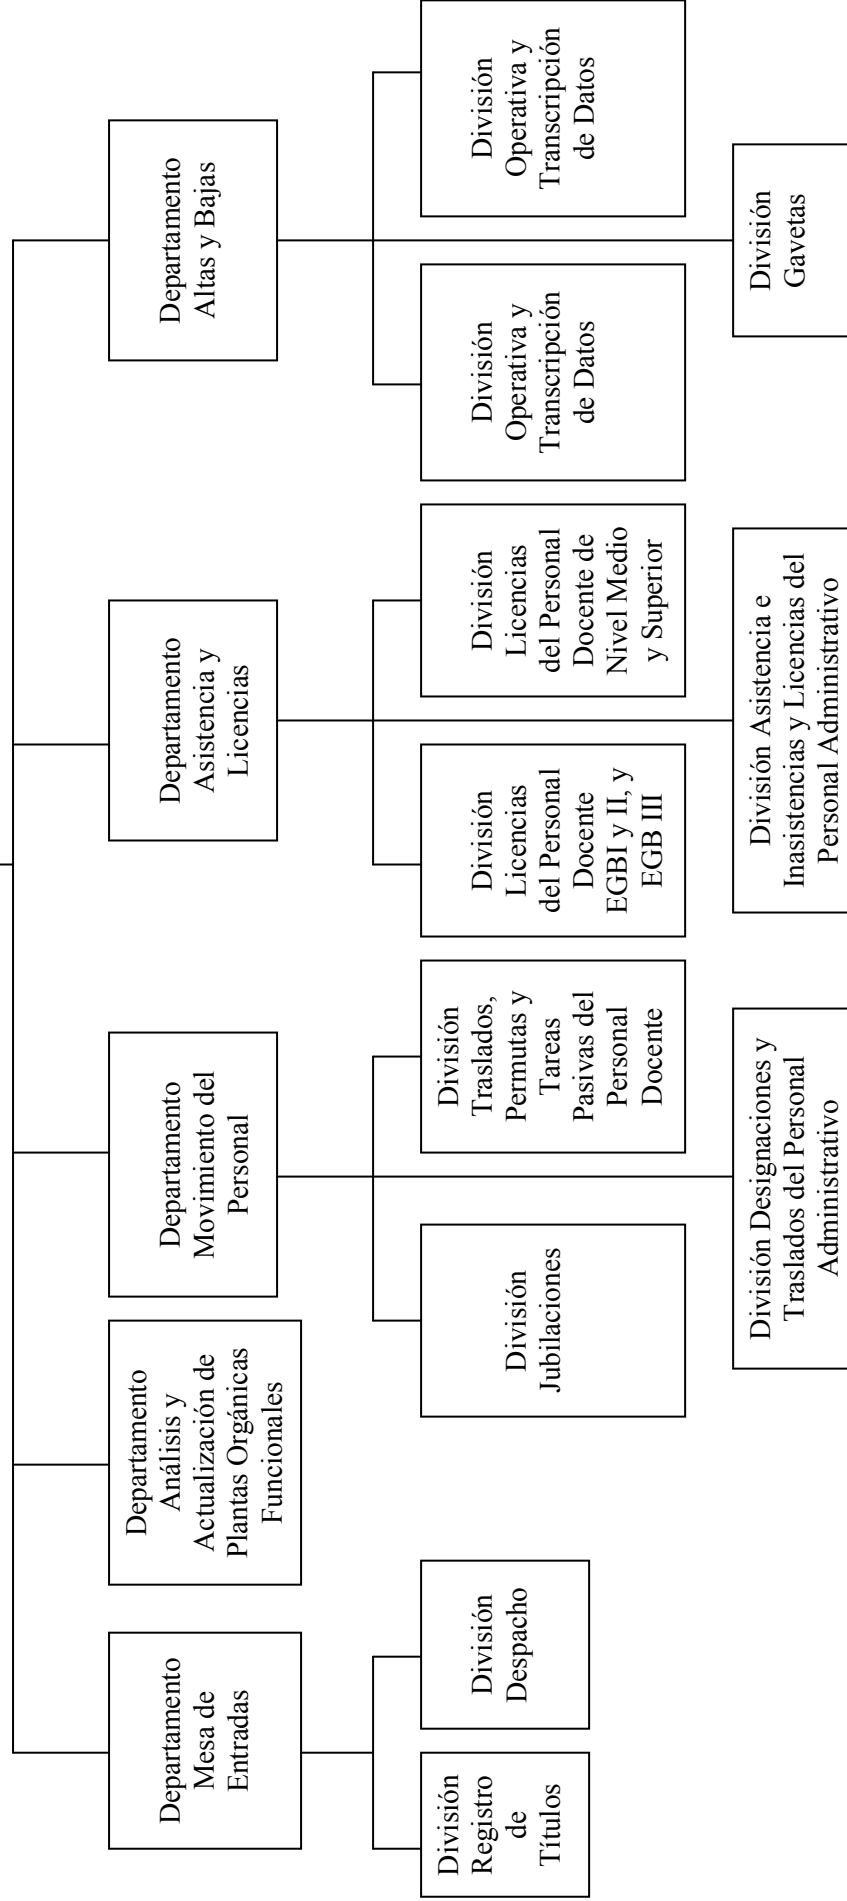 Departamento
Mesa de
Entradas
Departamento
Análisis y
Actualización de
Plantas Orgánicas
Funcionales
Departamento
Movimiento del
Personal
Departamento
Asistencia y
Licencias
Departamento
Altas y Bajas
División
Registro
de
Títulos
División
Despacho
División
Jubilaciones
División
Traslados,
Permutas y
Tareas
Pasivas del
Personal
Docente
División
Licencias
del Personal
Docente
EGBI y II, y
EGB III
División
Licencias
del Personal
Docente de
Nivel Medio
y Superior
División
Operativa y
Transcripción
de Datos
División
Operativa y
Transcripción
de Datos
División Designaciones y
Traslados del Personal
Administrativo
División Asistencia e
Inasistencias y Licencias del
Personal Administrativo
División
Gavetas